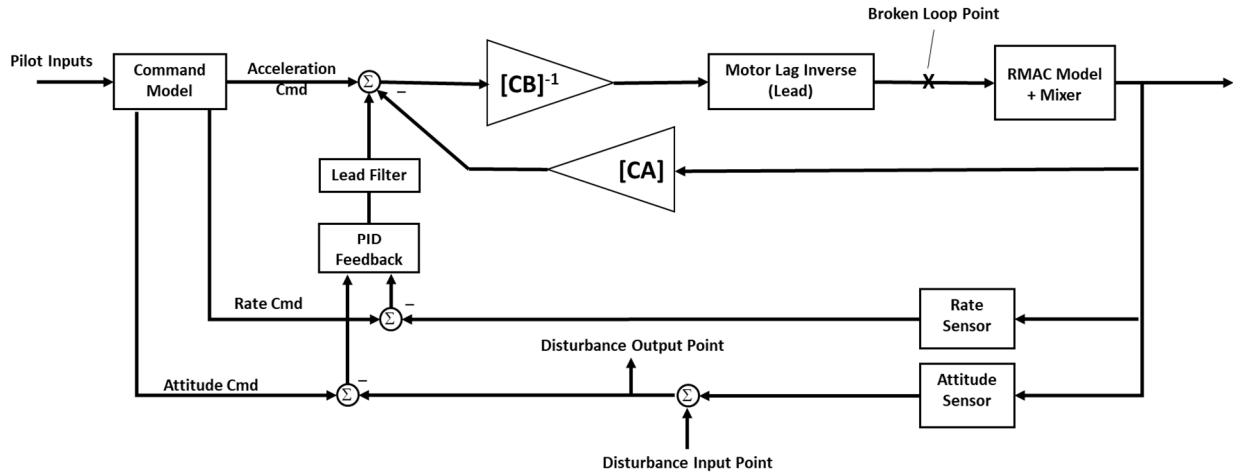 Broken Loop Point
Pilot Inputs
Command
Model
Acceleration
Cmd
Σ
–
[CB]-1
Motor Lag Inverse
(Lead)
X
RMAC Model
+ Mixer
[CA]
Lead Filter
PID
Feedback
Rate Cmd
–
Σ
Rate
Sensor
Disturbance Output Point
Attitude Cmd
–
Σ
Σ
Attitude
Sensor
Disturbance Input Point